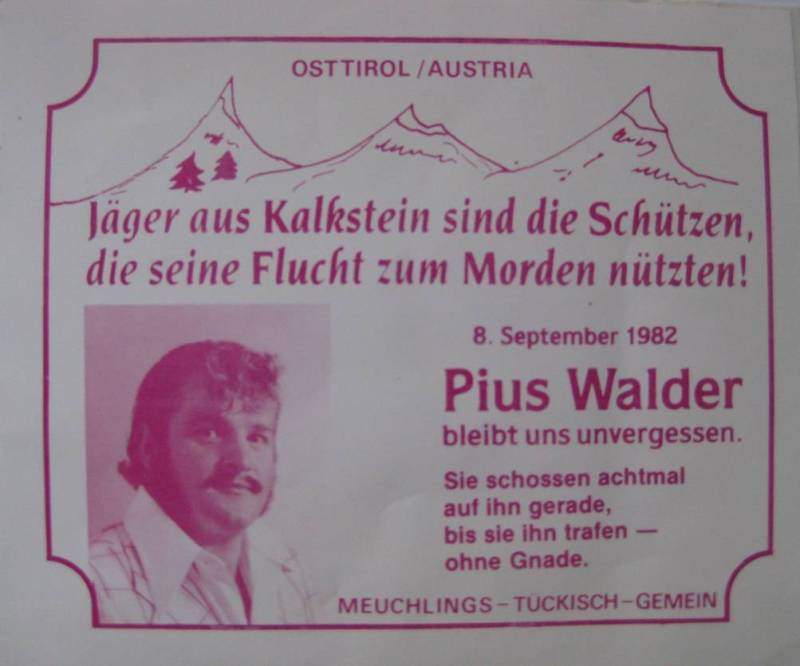 OSTTIROL/AUSTRIA
Jäger aus Kalkstein sind die Schützen,
die seine Flucht zum Morden nützten!
8. September 1982
Pius Walder
bleibt uns unvergessen.
Sie schossen achtmal
auf ihn gerade,
bis sie ihn trafen —
ohne Gnade.
MEUCHLINGS–TÜCKISCH–GEMEIN